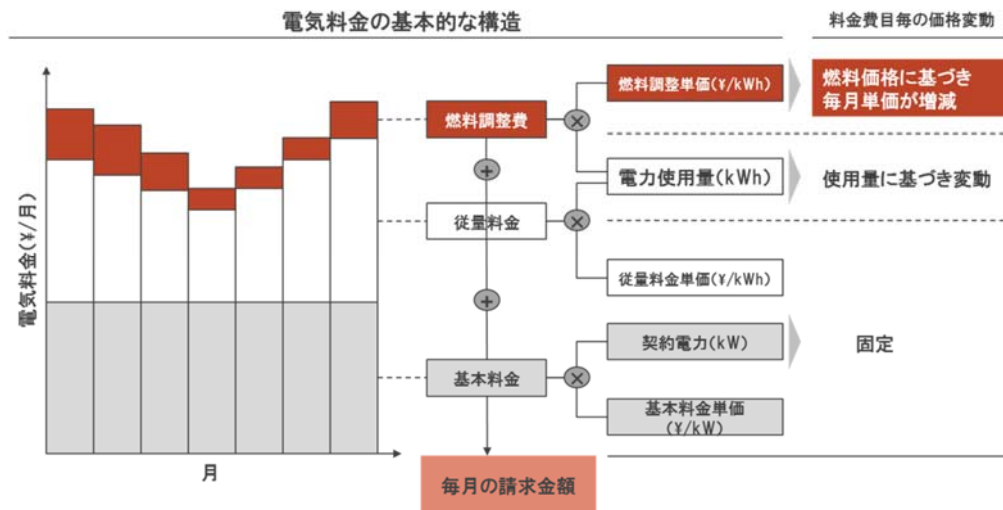 電気料金の基本的な構造
料金費目毎の価格変動
電気料金(¥/月)
月
燃料調整費
+
従量料金
+
基本料金
毎月の請求金額
×
燃料調整単価(¥/kWh)
電力使用量(kWh)
×
従量料金単価(¥/kWh)
×
契約電力(kW)
基本料金単価
(¥/kW)
燃料価格に基づき
毎月単価が増減
使用量に基づき変動
固定